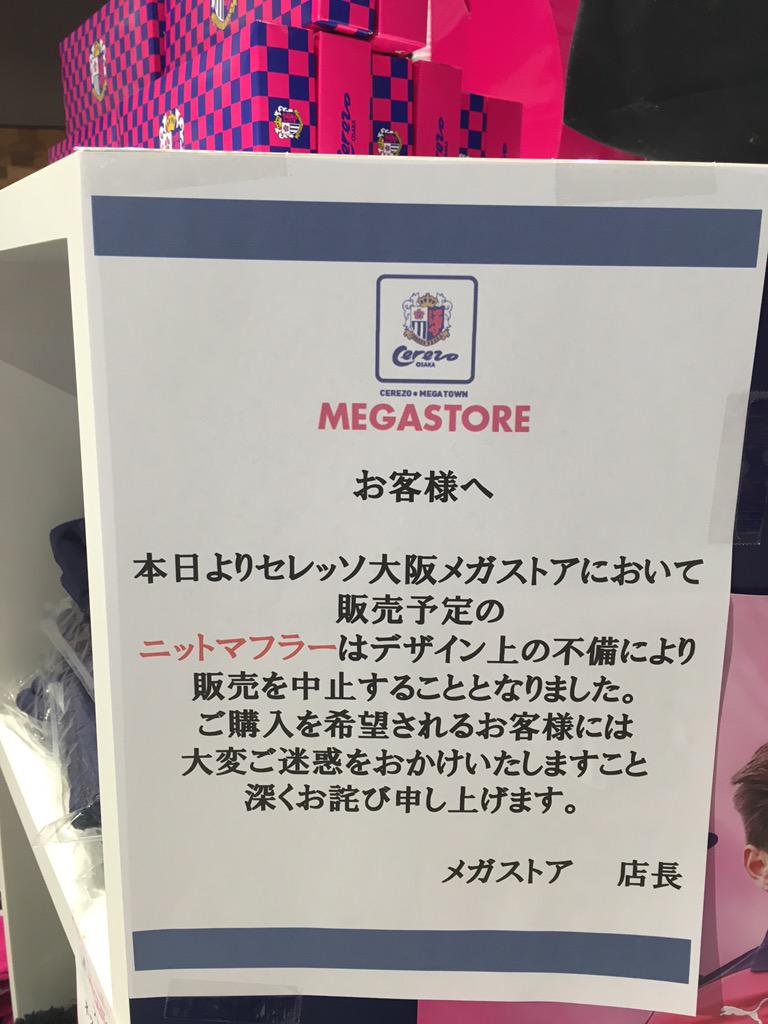 Cerezo
OSAKA
Cerezo
Cerezo
OSAKA
CEREZO★MEGATOWN
MEGASTORE
お客様へ
本日よりセレッソ大阪メガストアにおいて
販売予定の
ニットマフラーはデザイン上の不備により
販売を中止することとなりました。
ご購入を希望されるお客様には
大変ご迷惑をおかけいたしますこと
深くお詫び申し上げます。
メガストア 店長